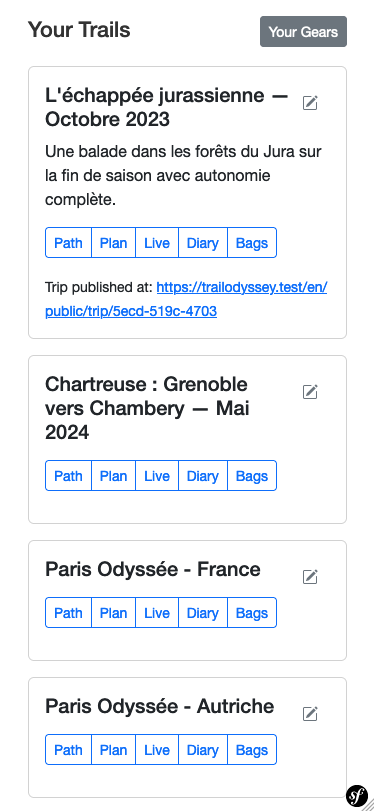 Your Trails
Your Gears
L'échappée jurassienne —
Octobre 2023
Une balade dans les forêts du Jura sur
la fin de saison avec autonomie
complète.
Path Plan Live Diary Bags
Trip published at: https://trailodyssey.test/en/
public/trip/5ecd-519c-4703
Chartreuse : Grenoble
vers Chambery — Mai
2024
Path Plan Live Diary Bags
Paris Odyssée - France
Path Plan Live Diary Bags
Paris Odyssée - Autriche
Path Plan Live Diary Bags
sf